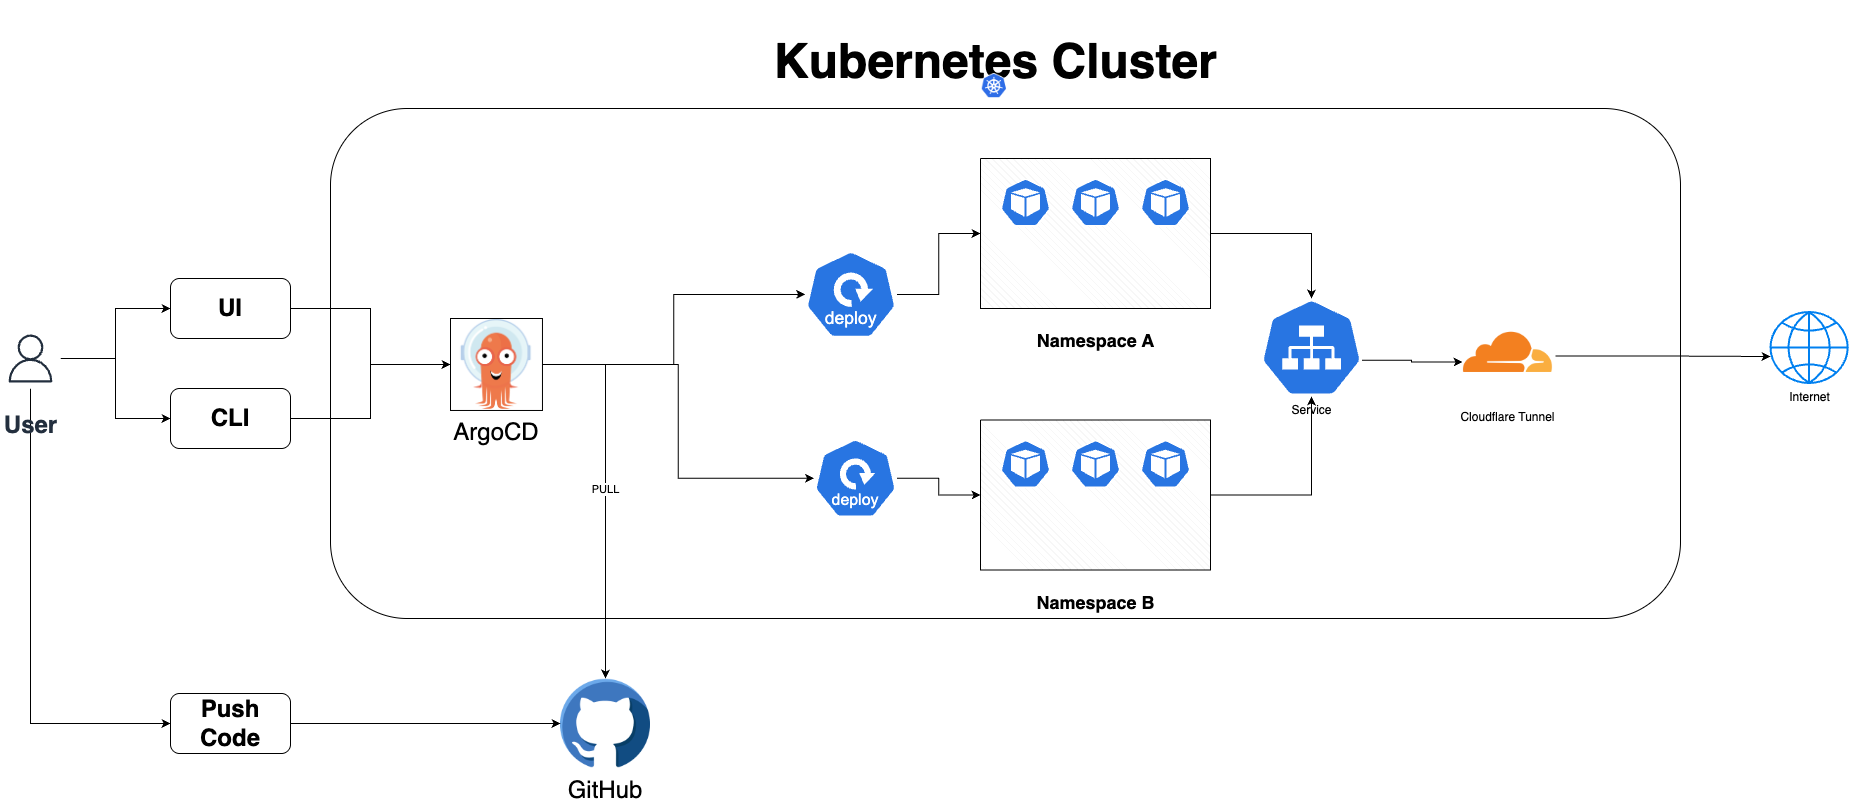 Kubernetes Cluster
UI
CLI
User
ArgoCD
PULL
deploy
deploy
Namespace A
Namespace B
Service
Cloudflare Tunnel
Internet
Push
Code
GitHub